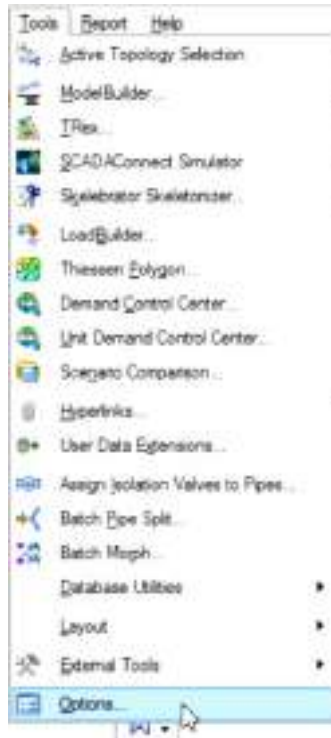 Tools Report Help
Active Topology Selection
ModelBuilder...
TRex...
SCADAConnect Simulator
Skelebrator Skeletonizer...
LoadBuilder...
Thiessen Polygon...
Demand Control Center...
Unit Demand Control Center...
Scenario Comparison...
Hyperlinks...
User Data Extensions...
Assign Isolation Valves to Pipes...
Batch Pipe Split...
Batch Morph...
Database Utilities
Layout
External Tools
Options...